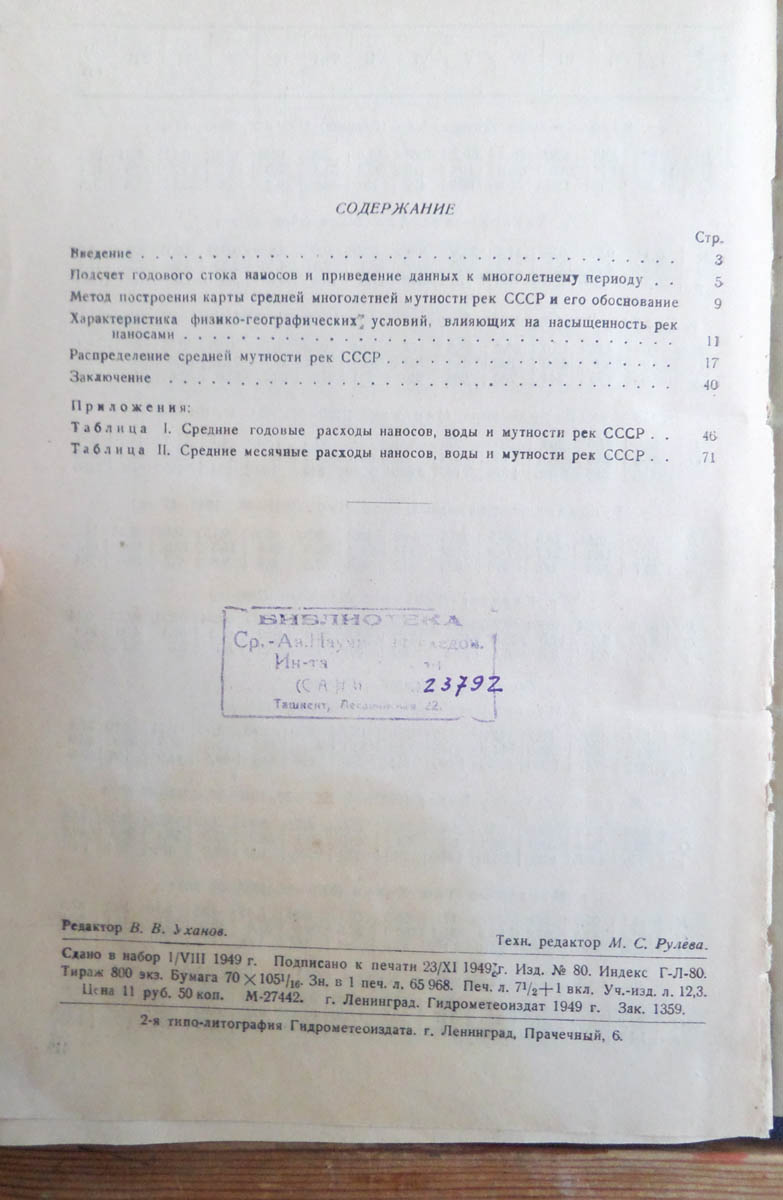 СОДЕРЖАНИЕ
Стр.
Введение . . . . . . . . . . . . . . . . . . . . . . . . . . . . . . 3
Подсчет годового стока наносов и приведение данных к многолетнему периоду . . 5
Метод построения карты средней многолетней мутности рек СССР и его обоснование 9
Характеристика физико-географических условий, влияющих на насыщенность рек
наносами . . . . . . . . . . . . . . . . . . . . . . . . . . . . 11
Распределение средней мутности рек СССР . . . . . . . . . . . . . . . . . 17
Заключение . . . . . . . . . . . . . . . . . . . . . . . . . . . . . 40
Приложения:
Таблица I. Средние годовые расходы наносов, воды и мутности рек СССР . . 46
Таблица II. Средние месячные расходы наносов, воды и мутности рек СССР . . 71
БИБЛИОТЕКА
Ср.-Аз.
Ин-та
23792
Ташкент, 22.
Редактор В. В. Уханов.
Техн. редактор М. С. Рулёва.
Сдано в набор 1/VIII 1949 г. Подписано к печати 23/XI 1949 г. Изд. № 80. Индекс Г-Л-80.
Тираж 800 экз. Бумага 70×105¹/₁₆. Зн. в 1 печ. л. 65 968. Печ. л. 7¹/₂+1 вкл. Уч.-изд. л. 12,3.
Цена 11 руб. 50 коп. М-27442. г. Ленинград. Гидрометеоиздат 1949 г. Зак. 1359.
2-я типо-литография Гидрометеоиздата. г. Ленинград, Прачечный, 6.